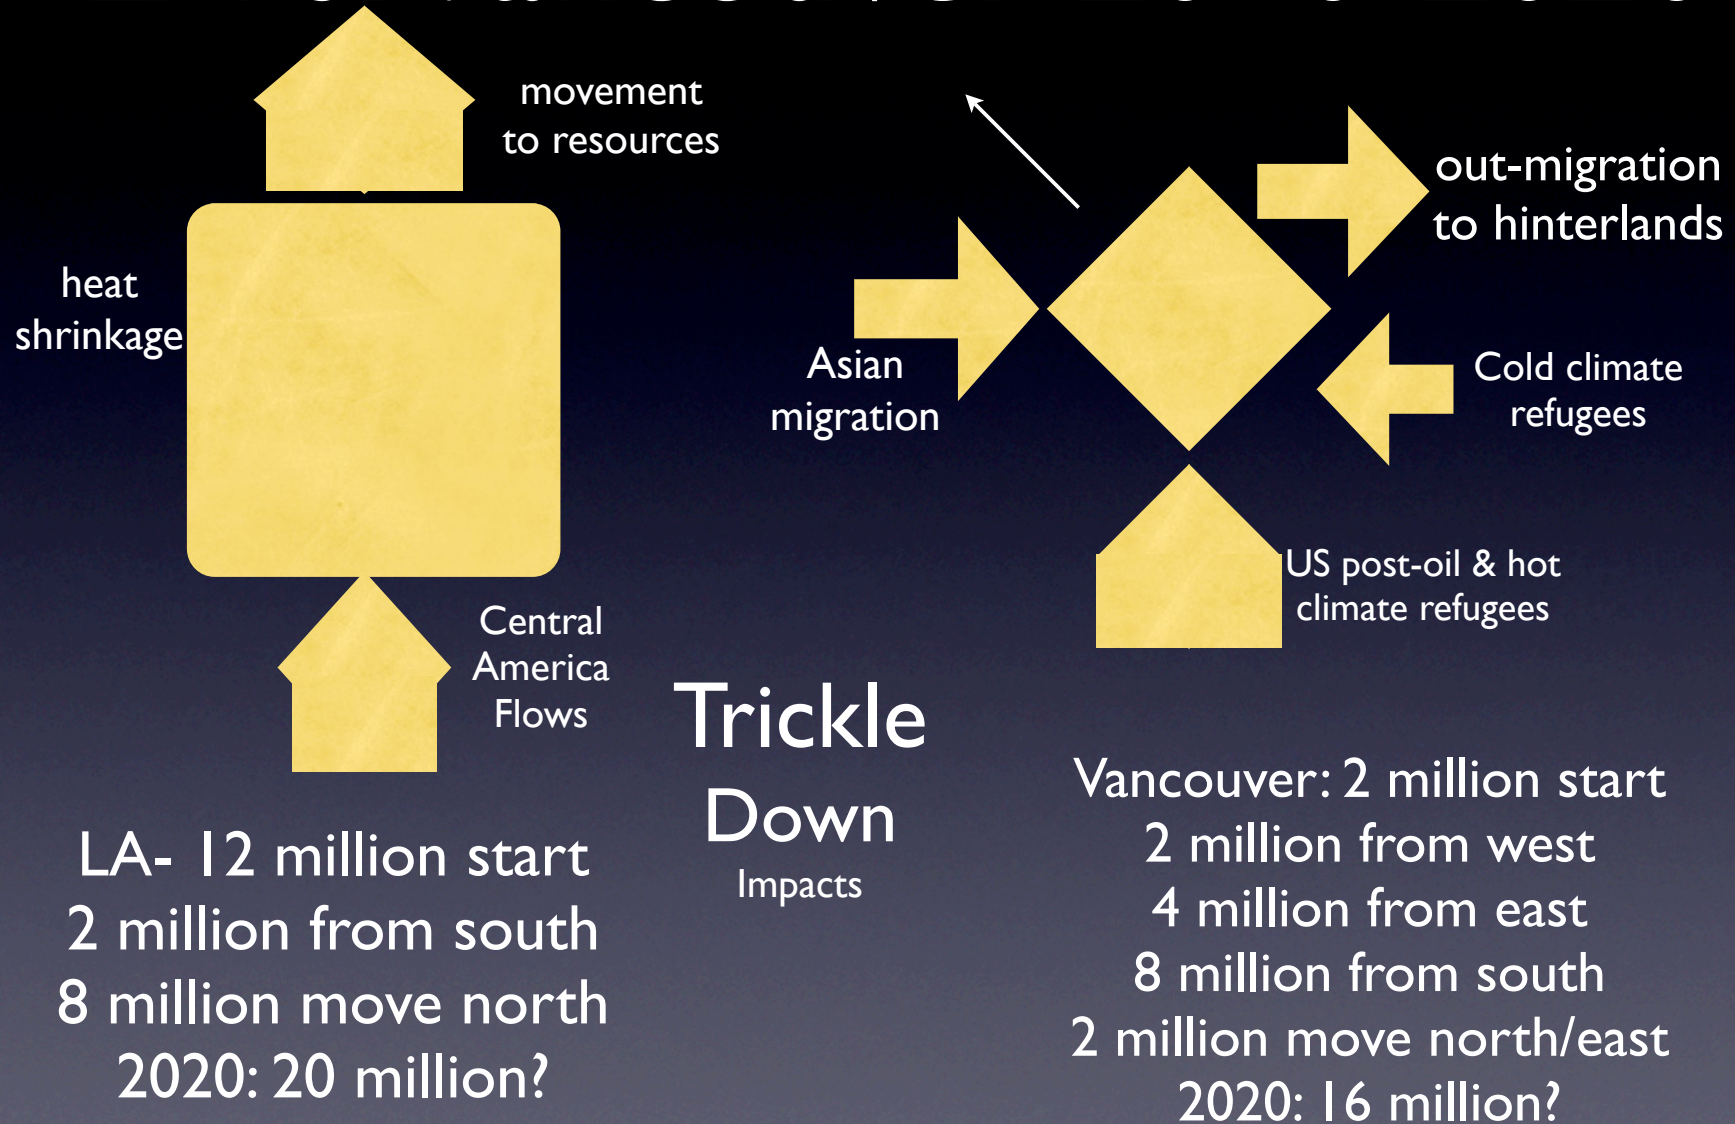 movement
to resources
out-migration
to hinterlands
heat
shrinkage
Asian
migration
Cold climate
refugees
US post-oil & hot
climate refugees
Central
America
Flows
Trickle
Down
Impacts
LA- 12 million start
2 million from south
8 million move north
2020: 20 million?
Vancouver: 2 million start
2 million from west
4 million from east
8 million from south
2 million move north/east
2020: 16 million?